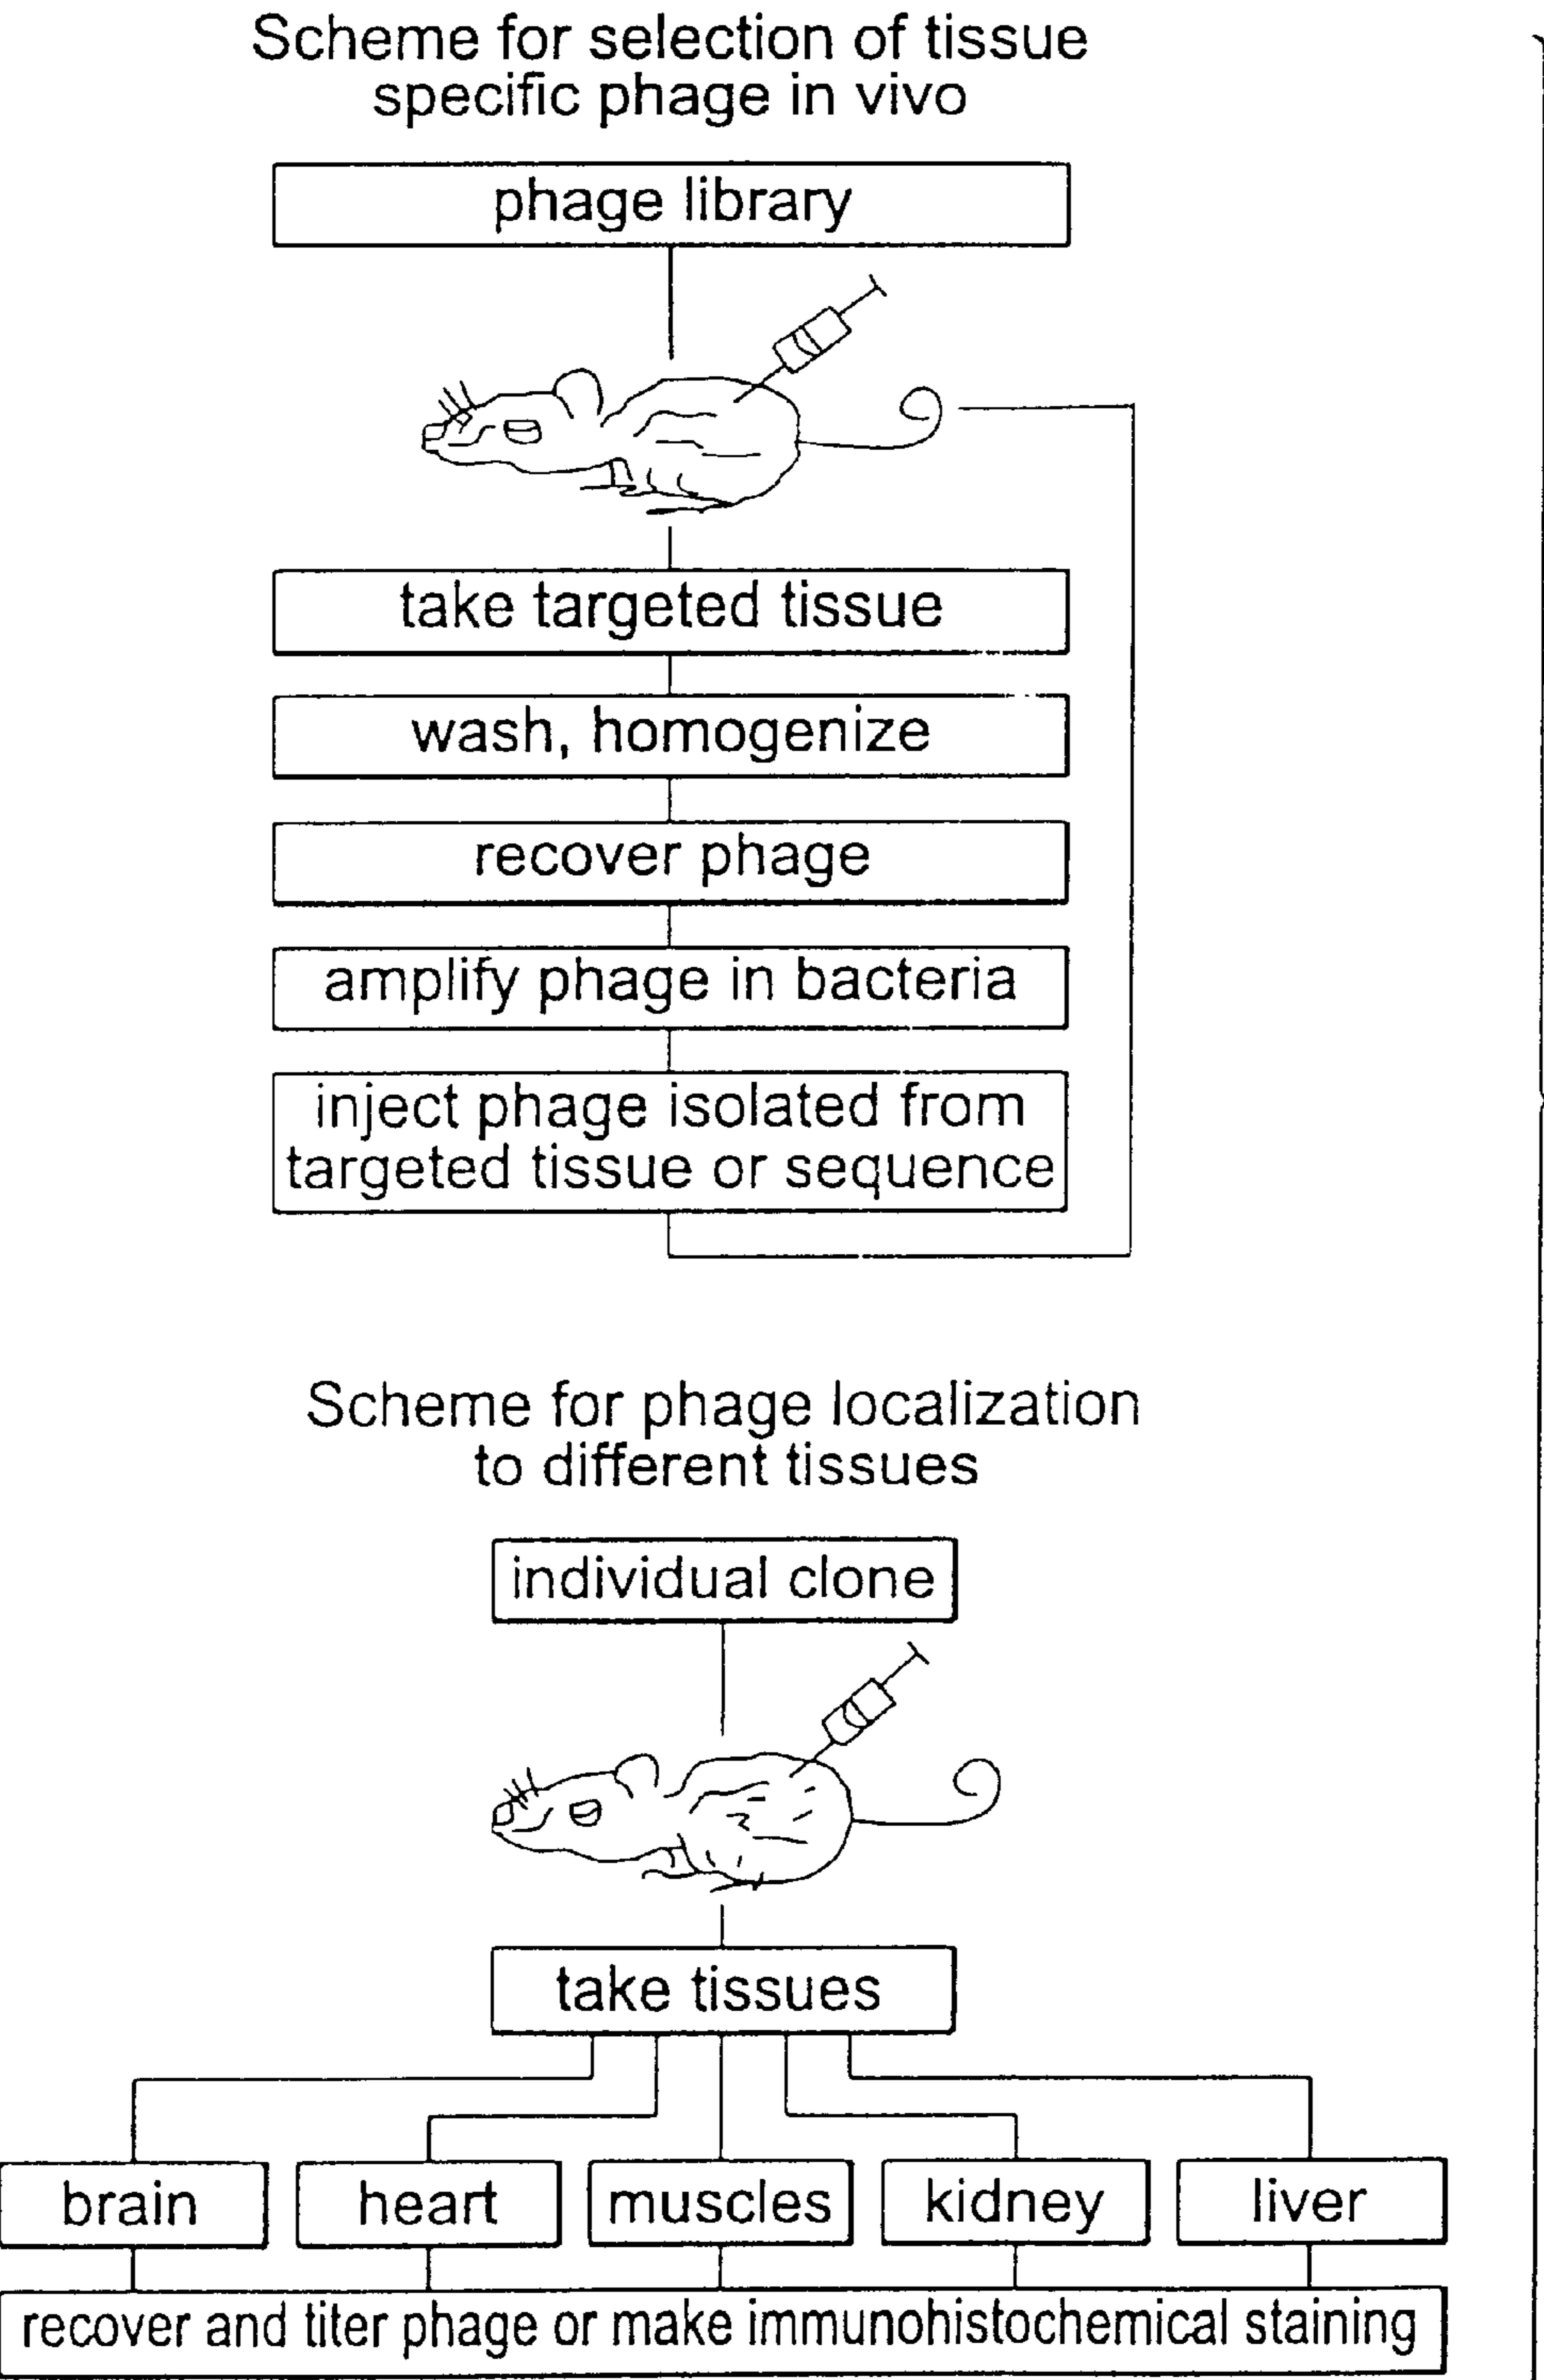 Scheme for selection of tissue
specific phage in vivo
phage library
take targeted tissue
wash, homogenize
recover phage
amplify phage in bacteria
inject phage isolated from
targeted tissue or sequence
Scheme for phage localization
to different tissues
individual clone
take tissues
brain
heart
muscles
kidney
liver
recover and titer phage or make immunohistochemical staining